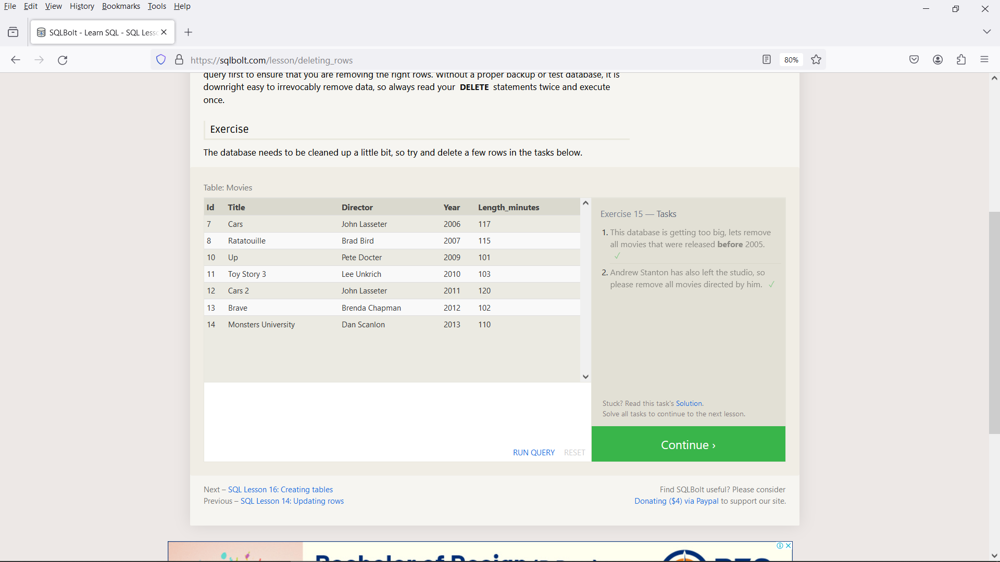 File Edit View History Bookmarks Tools Help
SQLBolt - Learn SQL - SQL Less
https://sqlbolt.com/lesson/deleting_rows
80%
query first to ensure that you are removing the right rows. Without a proper backup or test database, it is
downright easy to irrevocably remove data, so always read your DELETE statements twice and execute
once.
Exercise
The database needs to be cleaned up a little bit, so try and delete a few rows in the tasks below.
Table: Movies
Id Title Director Year Length_minutes
7 Cars John Lasseter 2006 117
8 Ratatouille Brad Bird 2007 115
10 Up Pete Docter 2009 101
11 Toy Story 3 Lee Unkrich 2010 103
12 Cars 2 John Lasseter 2011 120
13 Brave Brenda Chapman 2012 102
14 Monsters University Dan Scanlon 2013 110
RUN QUERY RESET
Exercise 15 — Tasks
1. This database is getting too big, lets remove
all movies that were released before 2005.
✓
2. Andrew Stanton has also left the studio, so
please remove all movies directed by him. ✓
Stuck? Read this task's Solution.
Solve all tasks to continue to the next lesson.
Continue ›
Next – SQL Lesson 16: Creating tables
Previous – SQL Lesson 14: Updating rows
Find SQLBolt useful? Please consider
Donating ($4) via Paypal to support our site.
Bachelor of Design